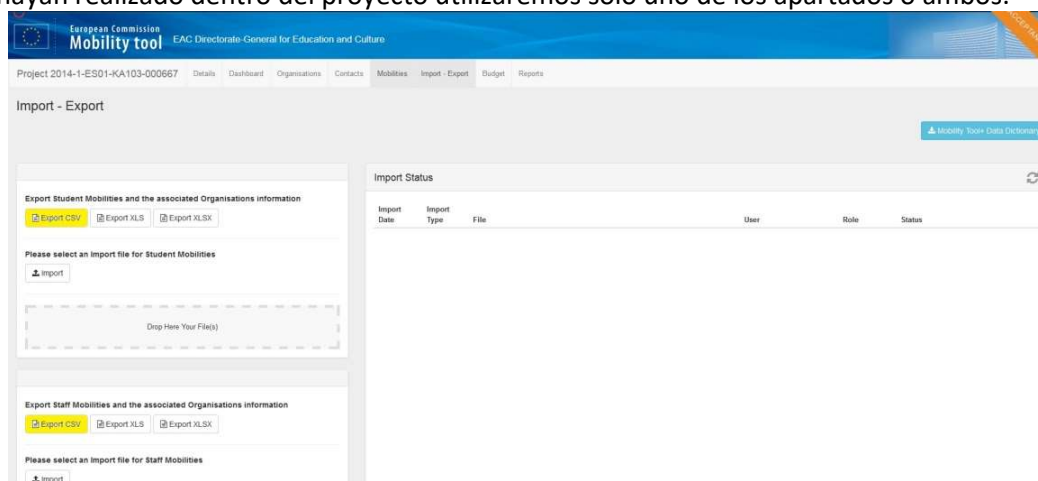 hayan realizado dentro del proyecto utilizaremos solo uno de los apartados o ambos.
European Commission
Mobility tool EAC Directorate-General for Education and Culture
Project 2014-1-ES01-KA103-000667 Details Dashboard Organisations Contacts Mobilities Import - Export Budget Reports
Import - Export
Mobility Tool+ Data Dictionary
Import Status
Export Student Mobilities and the associated Organisations information
Export CSV Export XLS Export XLSX
Import Date Import Type File User Role Status
Please select an Import file for Student Mobilities
Import
Drop Here Your File(s)
Export Staff Mobilities and the associated Organisations information
Export CSV Export XLS Export XLSX
Please select an Import file for Staff Mobilities
Import